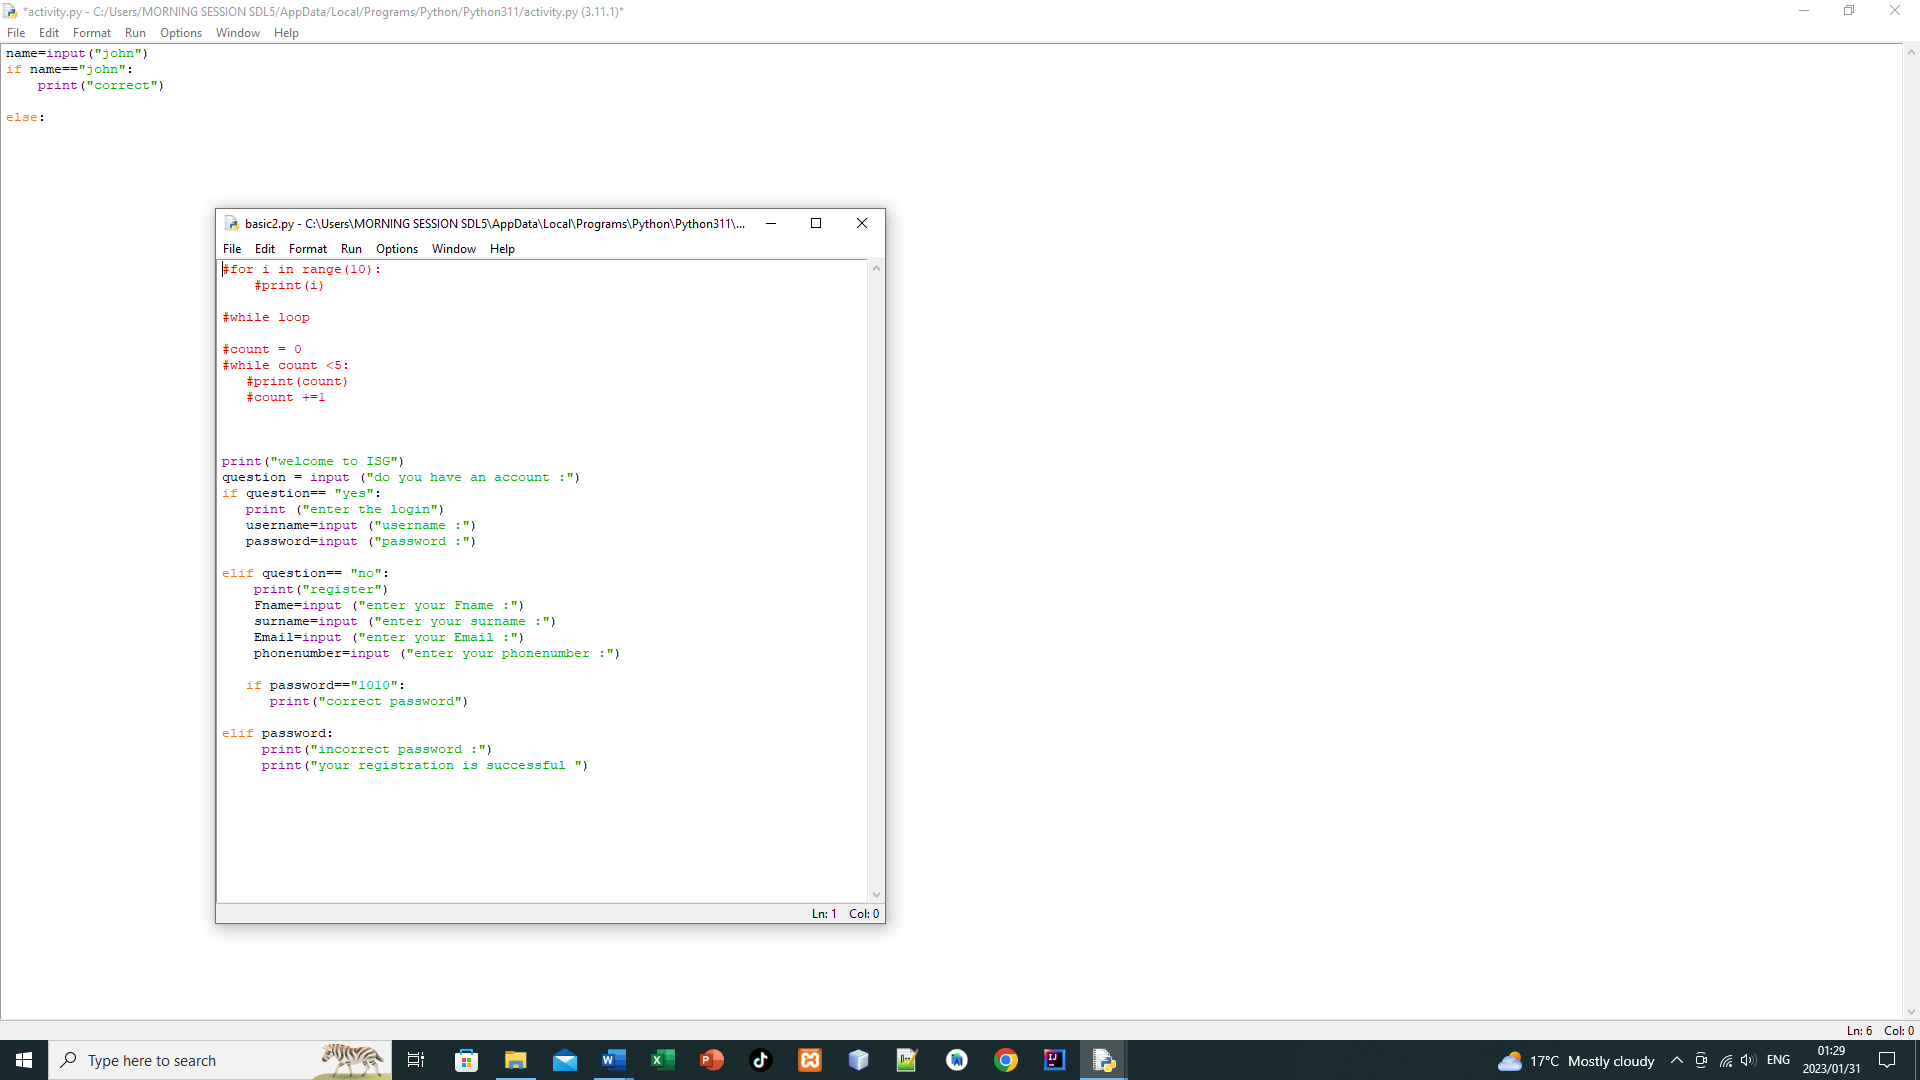 *activity.py - C:/Users/MORNING SESSION SDL5/AppData/Local/Programs/Python/Python311/activity.py (3.11.1)*
File Edit Format Run Options Window Help
name=input("john")
if name=="john":
    print("correct")
else:
basic2.py - C:\Users\MORNING SESSION SDL5\AppData\Local\Programs\Python\Python311\...
File Edit Format Run Options Window Help
#for i in range(10):
    #print(i)
#while loop
#count = 0
#while count <5:
   #print(count)
   #count +=1
print("welcome to ISG")
question = input ("do you have an account :")
if question== "yes":
   print ("enter the login")
   username=input ("username :")
   password=input ("password :")
elif question== "no":
    print("register")
    Fname=input ("enter your Fname :")
    surname=input ("enter your surname :")
    Email=input ("enter your Email :")
    phonenumber=input ("enter your phonenumber :")
   if password=="1010":
      print("correct password")
elif password:
     print("incorrect password :")
     print("your registration is successful ")
Ln: 1 Col: 0
Ln: 6 Col: 0
Type here to search
17°C Mostly cloudy
ENG
01:29
2023/01/31